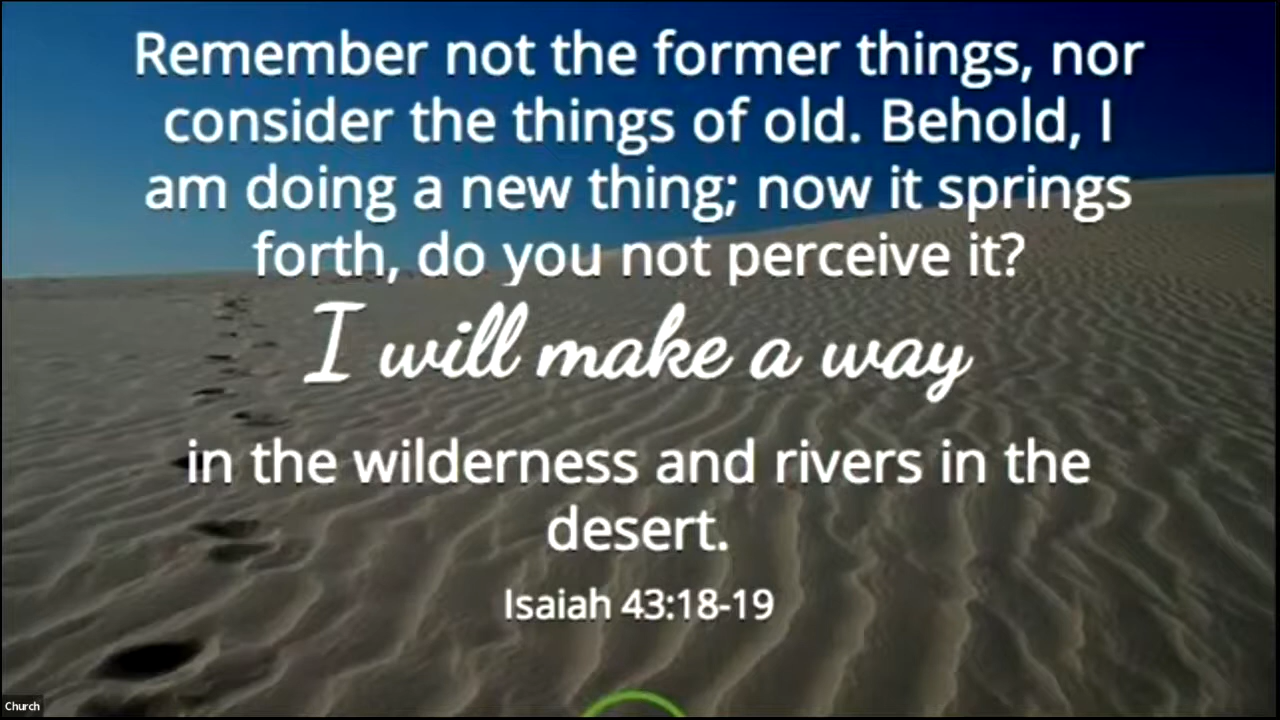 Remember not the former things, nor
consider the things of old. Behold, I
am doing a new thing; now it springs
forth, do you not perceive it?
I will make a way
in the wilderness and rivers in the
desert.
Isaiah 43:18-19
Church